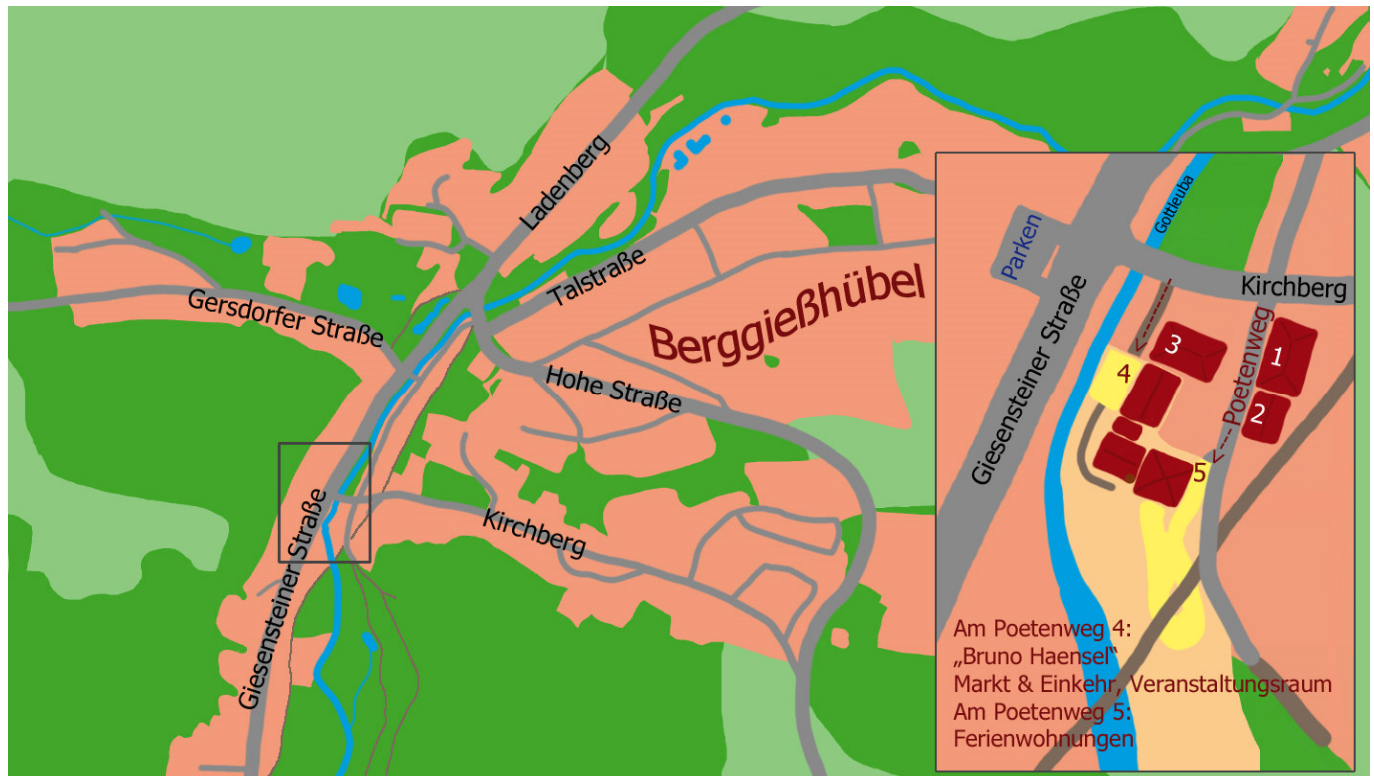 Ladenberg
Talstraße
Gersdorfer Straße
Berggießhübel
Hohe Straße
Kirchberg
Giesensteiner Straße
Gottleuba
Parken
Kirchberg
Giesensteiner Straße
Poetenweg
1
2
3
4
5
Am Poetenweg 4:
„Bruno Haensel“
Markt & Einkehr, Veranstaltungsraum
Am Poetenweg 5:
Ferienwohnungen